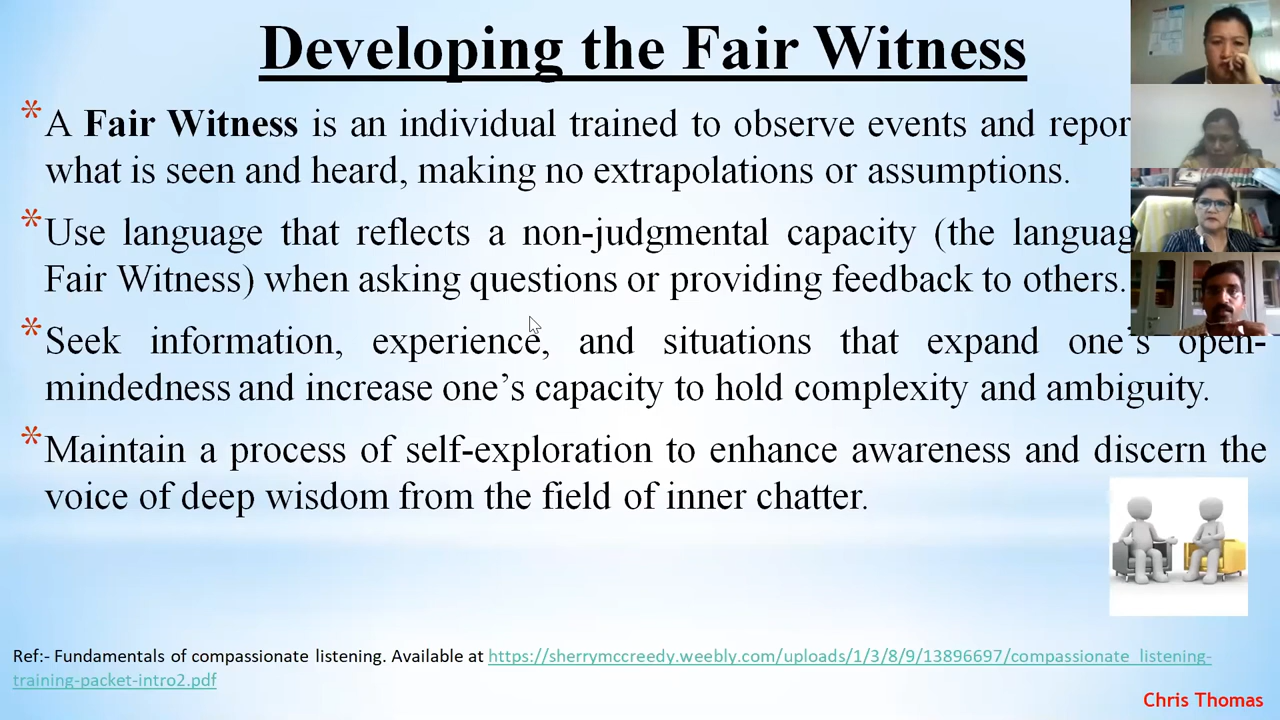 Developing the Fair Witness
* A Fair Witness is an individual trained to observe events and repor
what is seen and heard, making no extrapolations or assumptions.
* Use language that reflects a non-judgmental capacity (the languag
Fair Witness) when asking questions or providing feedback to others.
* Seek information, experience, and situations that expand one's open-
mindedness and increase one's capacity to hold complexity and ambiguity.
* Maintain a process of self-exploration to enhance awareness and discern the
voice of deep wisdom from the field of inner chatter.
Ref:- Fundamentals of compassionate listening. Available at https://sherrymccreedy.weebly.com/uploads/1/3/8/9/13896697/compassionate_listening-
training-packet-intro2.pdf
Chris Thomas